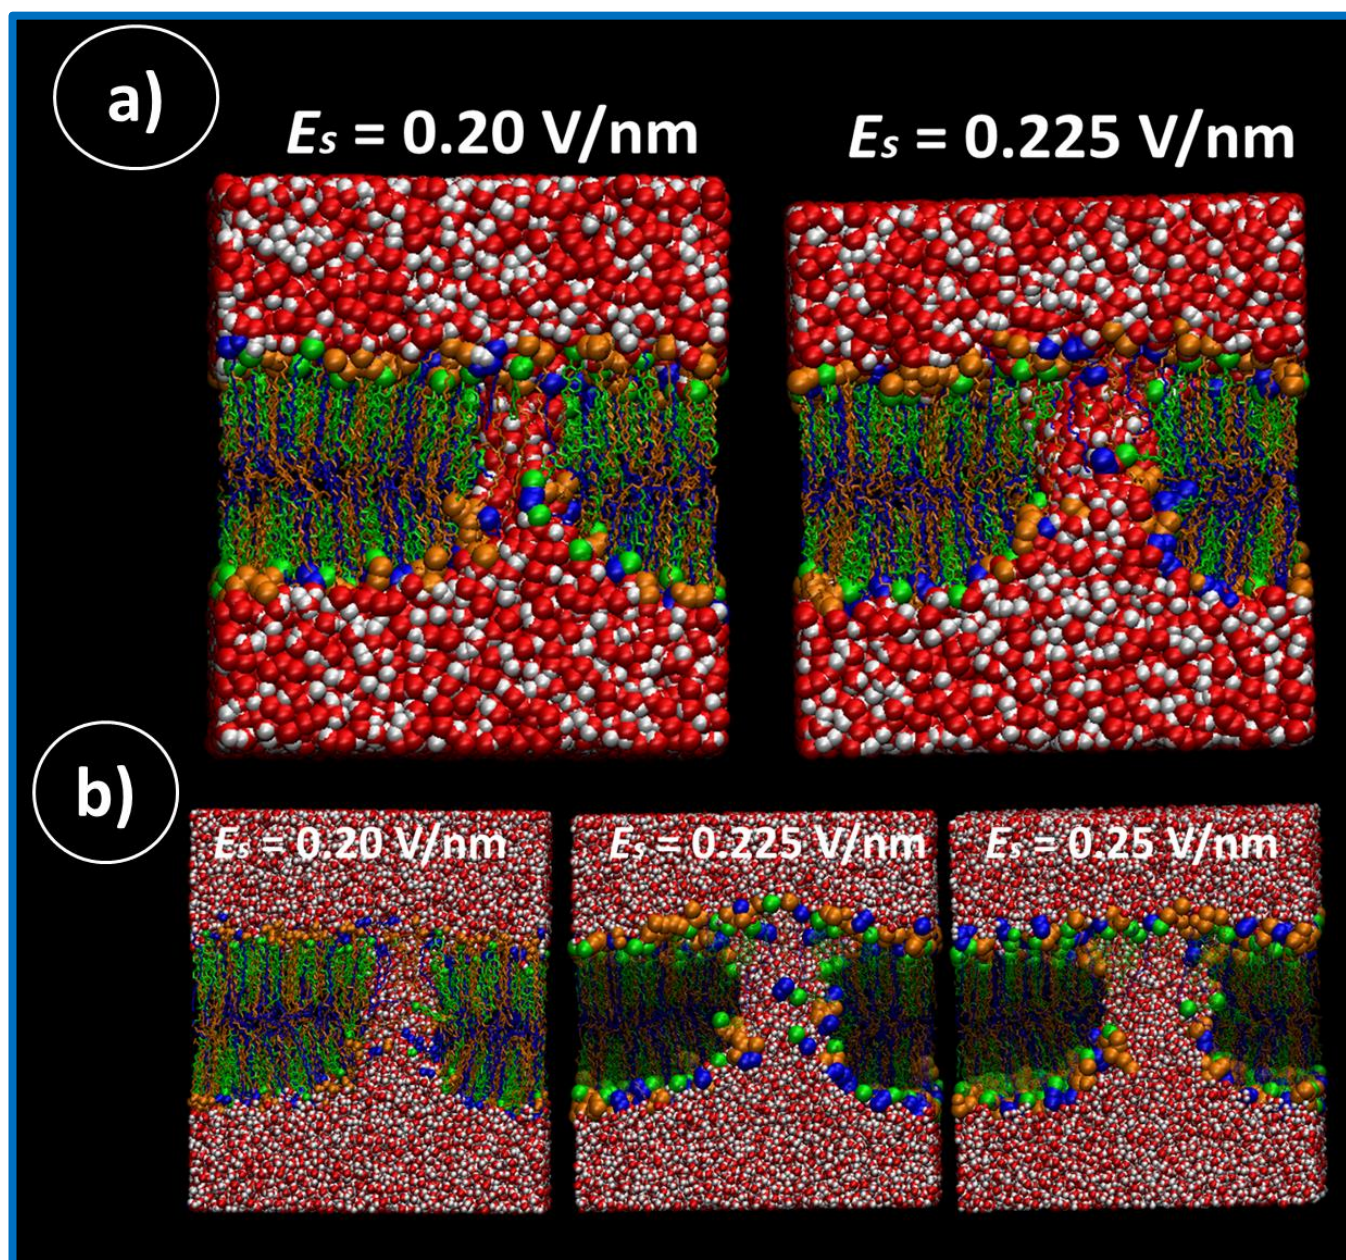 a)
Es = 0.20 V/nm
Es = 0.225 V/nm
b)
Es = 0.20 V/nm
Es = 0.225 V/nm
Es = 0.25 V/nm